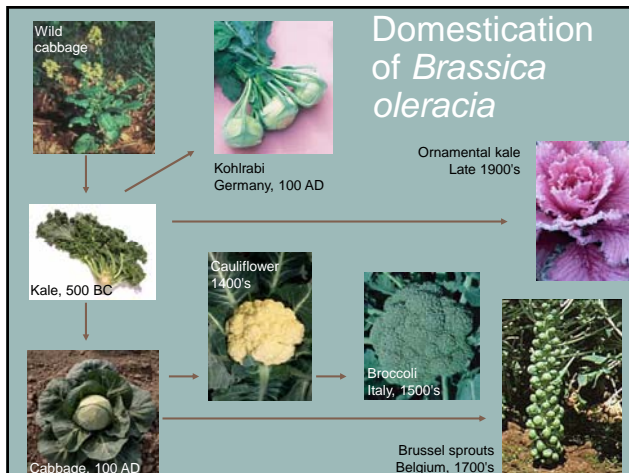 Domestication
of Brassica
oleracia
Wild
cabbage
Kohlrabi
Germany, 100 AD
Ornamental kale
Late 1900's
Kale, 500 BC
Cauliflower
1400's
Broccoli
Italy, 1500's
Cabbage, 100 AD
Brussel sprouts
Belgium, 1700's